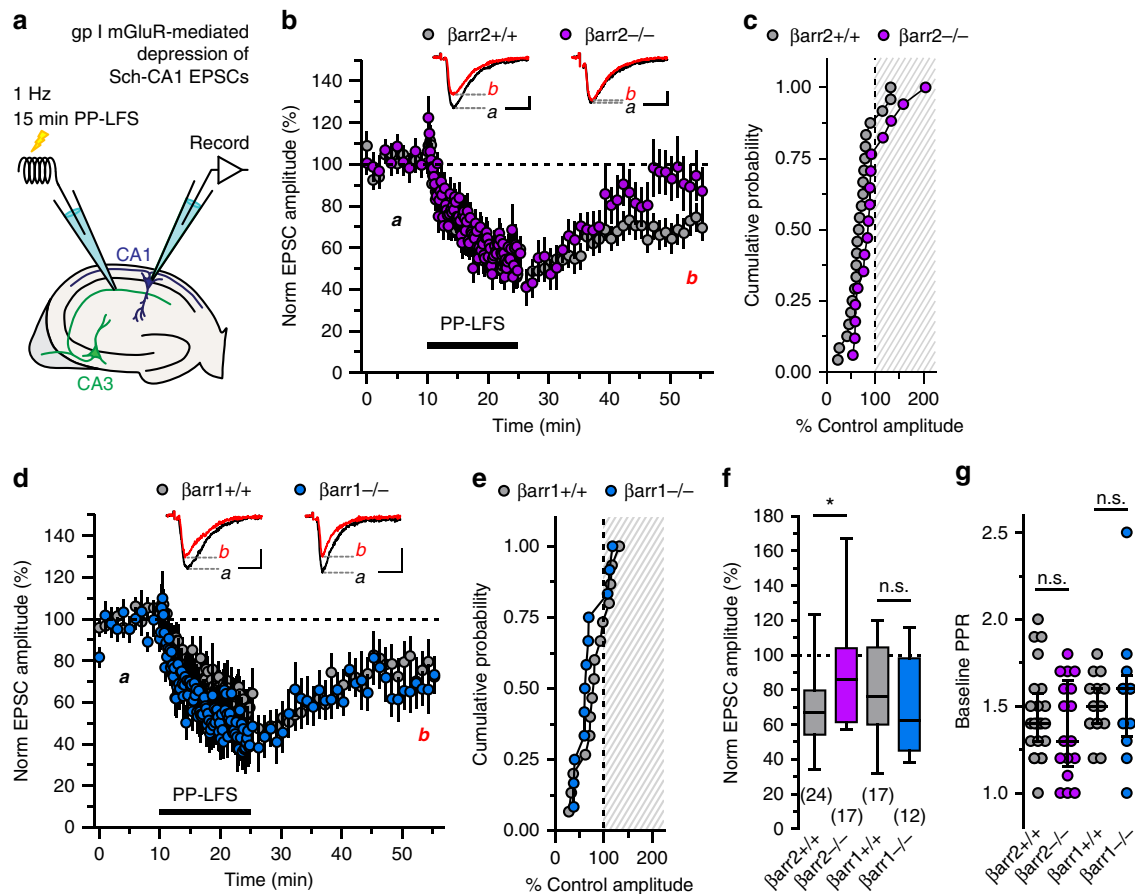 a
gp I mGluR-mediated
depression of
Sch-CA1 EPSCs
1 Hz
15 min PP-LFS
Record
CA1
CA3
b
βarr2+/+
βarr2−/−
Norm EPSC amplitude (%)
140
120
100
80
60
40
20
0
b
a
a
b
PP-LFS
0
10
20
30
40
50
Time (min)
c
βarr2+/+
βarr2−/−
Cumulative probability
1.00
0.75
0.50
0.25
0.00
0
100
200
% Control amplitude
d
βarr1+/+
βarr1−/−
Norm EPSC amplitude (%)
140
120
100
80
60
40
20
0
b
a
b
a
a
b
PP-LFS
0
10
20
30
40
50
Time (min)
e
βarr1+/+
βarr1−/−
Cumulative probability
1.00
0.75
0.50
0.25
0.00
0
100
200
% Control amplitude
f
Norm EPSC amplitude (%)
180
160
140
120
100
80
60
40
20
0
*
n.s.
(24)
(17)
(17)
(12)
βarr2+/+
βarr2−/−
βarr1+/+
βarr1−/−
g
Baseline PPR
2.5
2.0
1.5
1.0
n.s.
n.s.
βarr2+/+
βarr2−/−
βarr1+/+
βarr1−/−